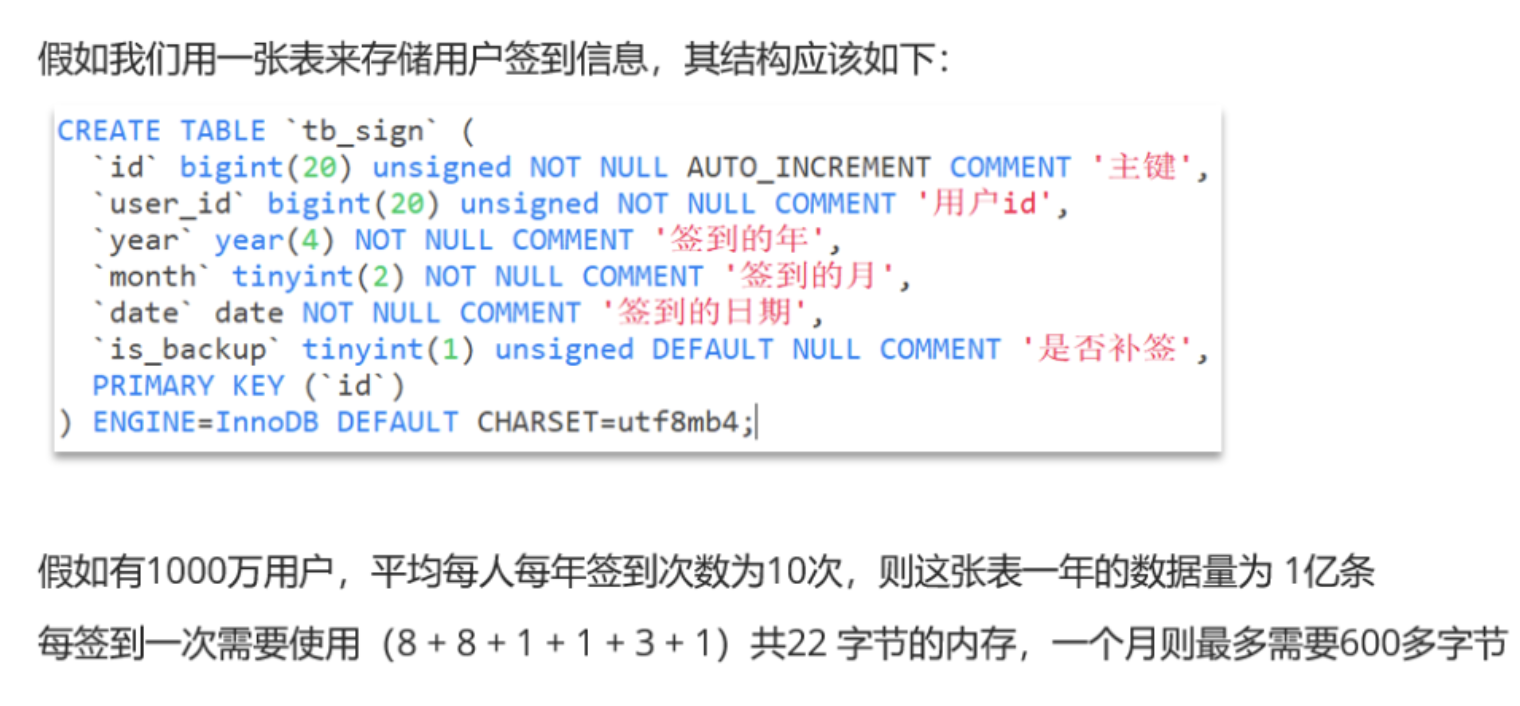 假如我们用一张表来存储用户签到信息，其结构应该如下：
CREATE TABLE `tb_sign` (
  `id` bigint(20) unsigned NOT NULL AUTO_INCREMENT COMMENT '主键',
  `user_id` bigint(20) unsigned NOT NULL COMMENT '用户id',
  `year` year(4) NOT NULL COMMENT '签到的年',
  `month` tinyint(2) NOT NULL COMMENT '签到的月',
  `date` date NOT NULL COMMENT '签到的日期',
  `is_backup` tinyint(1) unsigned DEFAULT NULL COMMENT '是否补签',
  PRIMARY KEY (`id`)
) ENGINE=InnoDB DEFAULT CHARSET=utf8mb4;
假如有1000万用户，平均每人每年签到次数为10次，则这张表一年的数据量为 1亿条
每签到一次需要使用（8 + 8 + 1 + 1 + 3 + 1）共22 字节的内存，一个月则最多需要600多字节